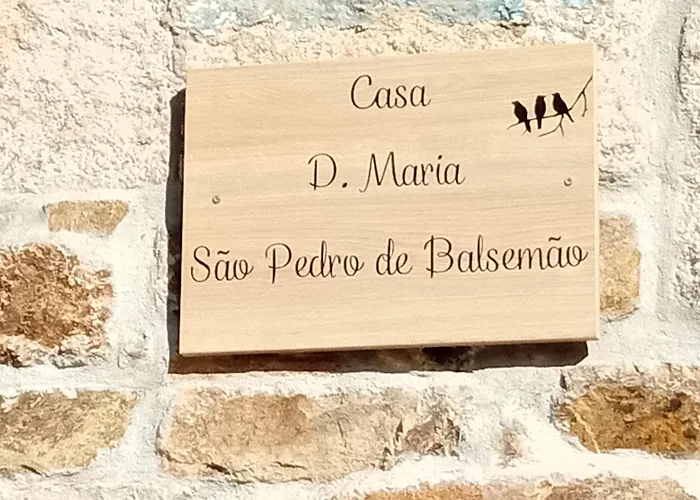 Casa
D. Maria
São Pedro de Balsemão